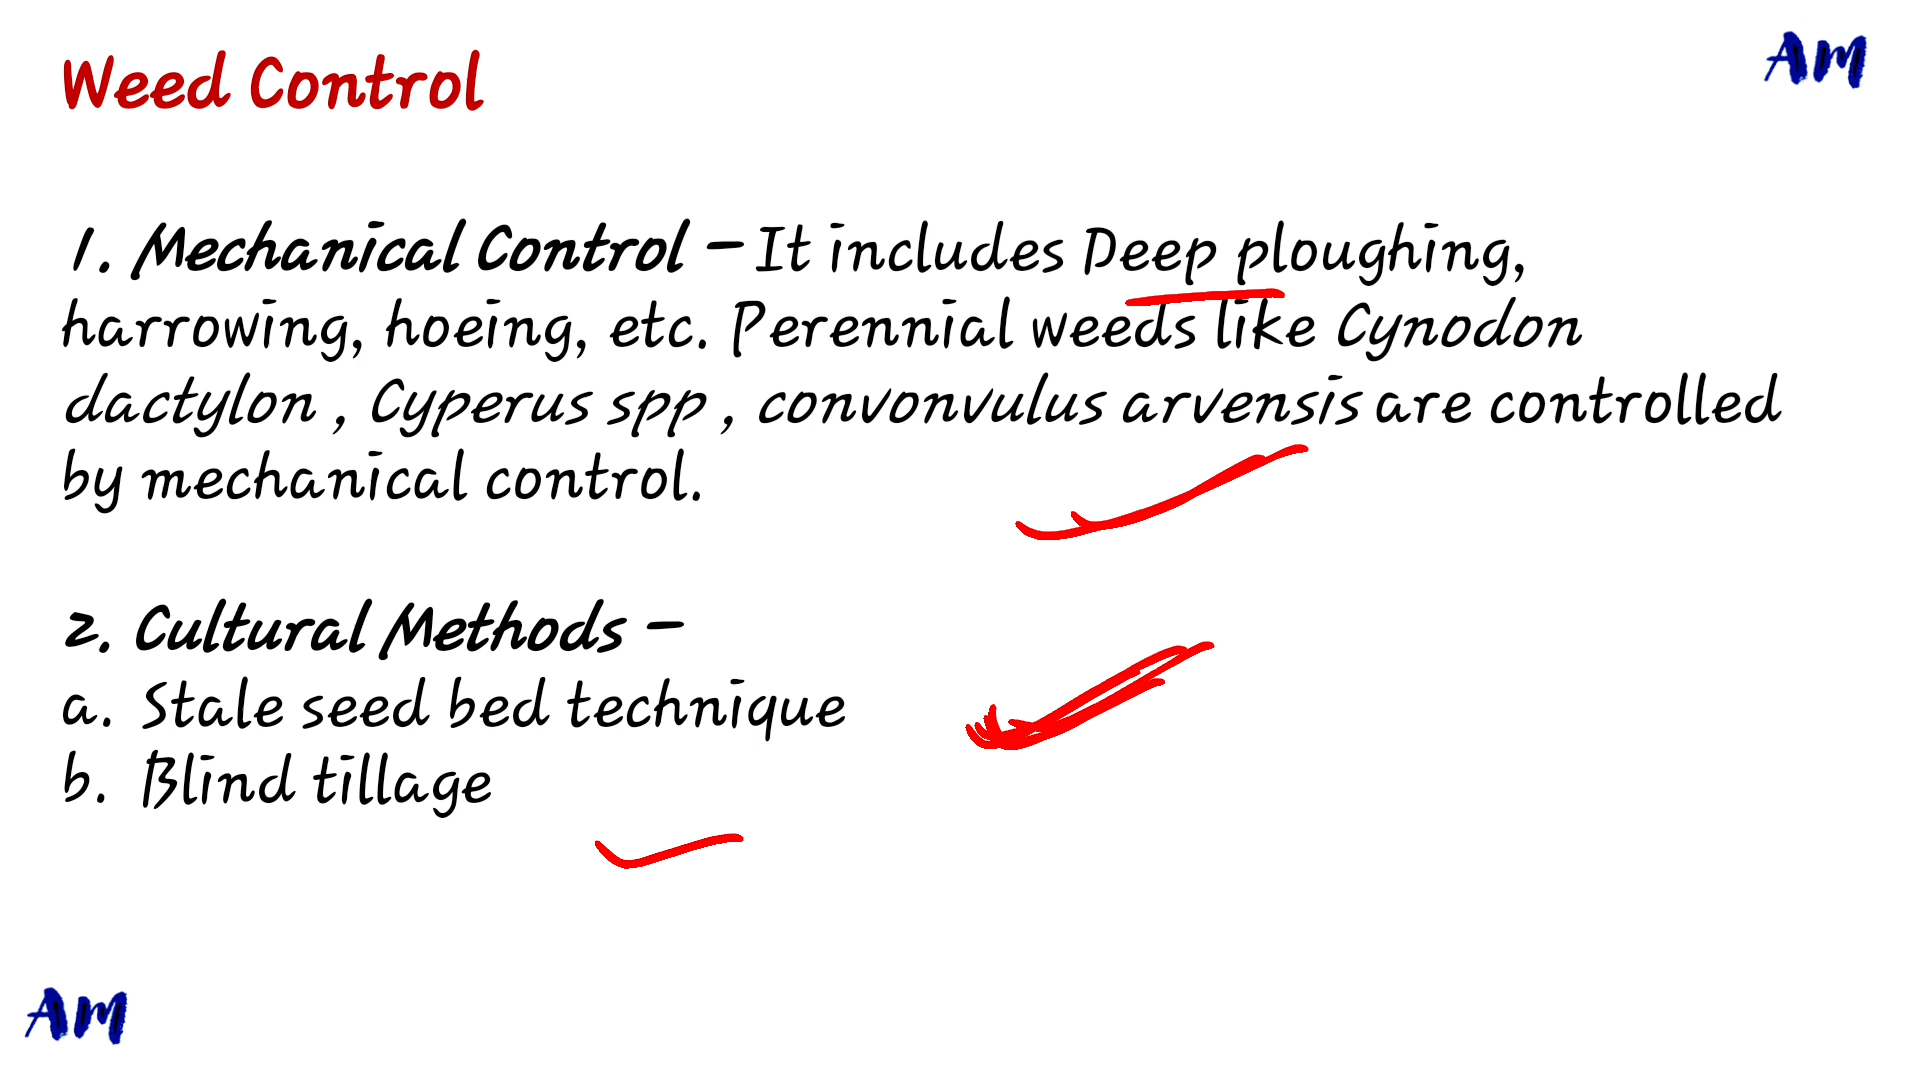 Weed Control
AM
1. Mechanical Control – It includes Deep ploughing,
harrowing, hoeing, etc. Perennial weeds like Cynodon
dactylon , Cyperus spp , convonvulus arvensis are controlled
by mechanical control.
2. Cultural Methods –
a. Stale seed bed technique
b. Blind tillage
AM